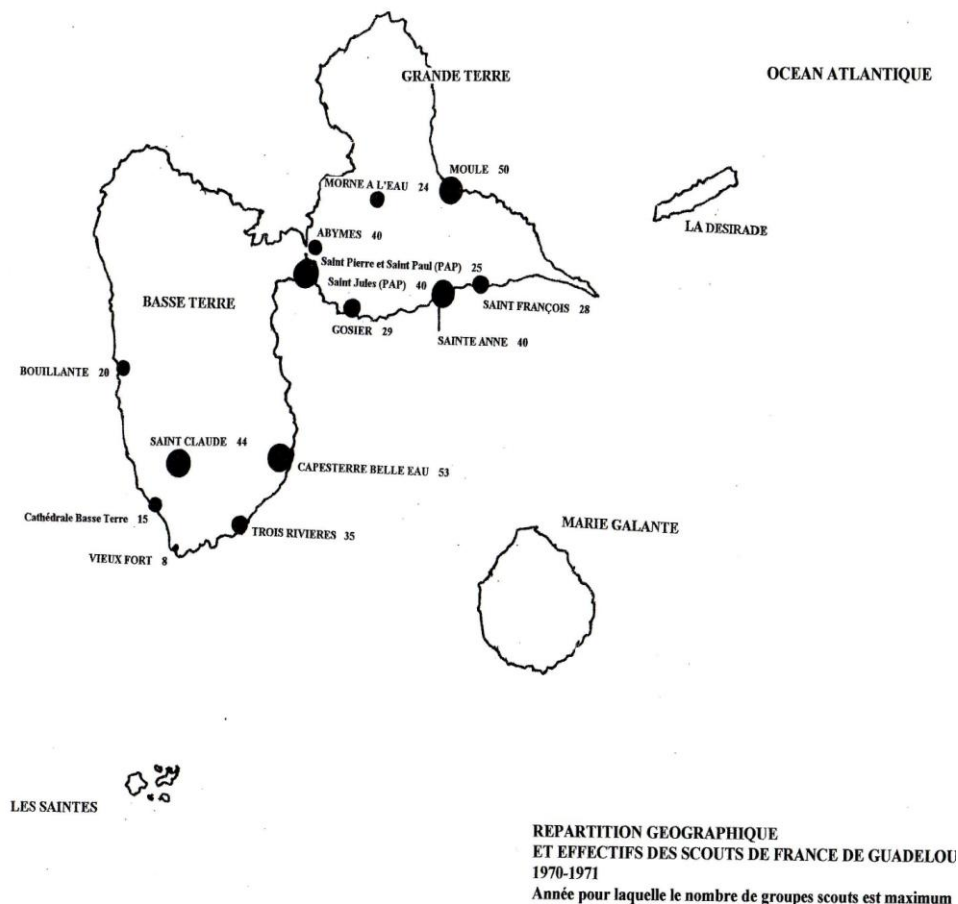 GRANDE TERRE
OCEAN ATLANTIQUE
MOULE 50
MORNE A L'EAU 24
LA DESIRADE
ABYMES 40
Saint Pierre et Saint Paul (PAP) 25
Saint Jules (PAP) 40
BASSE TERRE
SAINT FRANÇOIS 28
GOSIER 29
SAINTE ANNE 40
BOUILLANTE 20
SAINT CLAUDE 44
CAPESTERRE BELLE EAU 53
Cathédrale Basse Terre 15
TROIS RIVIERES 35
MARIE GALANTE
VIEUX FORT 8
LES SAINTES
REPARTITION GEOGRAPHIQUE
ET EFFECTIFS DES SCOUTS DE FRANCE DE GUADELOU
1970-1971
Année pour laquelle le nombre de groupes scouts est maximum